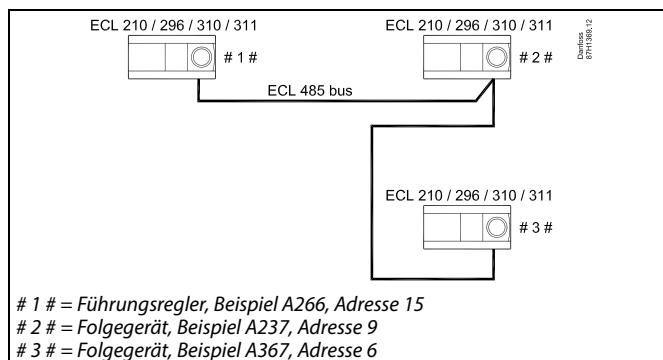 ECL 210 / 296 / 310 / 311
ECL 210 / 296 / 310 / 311
# 1 #
# 2 #
Danfoss
87H1369.12
ECL 485 bus
ECL 210 / 296 / 310 / 311
# 3 #
# 1 # = Führungsregler, Beispiel A266, Adresse 15
# 2 # = Folgegerät, Beispiel A237, Adresse 9
# 3 # = Folgegerät, Beispiel A367, Adresse 6